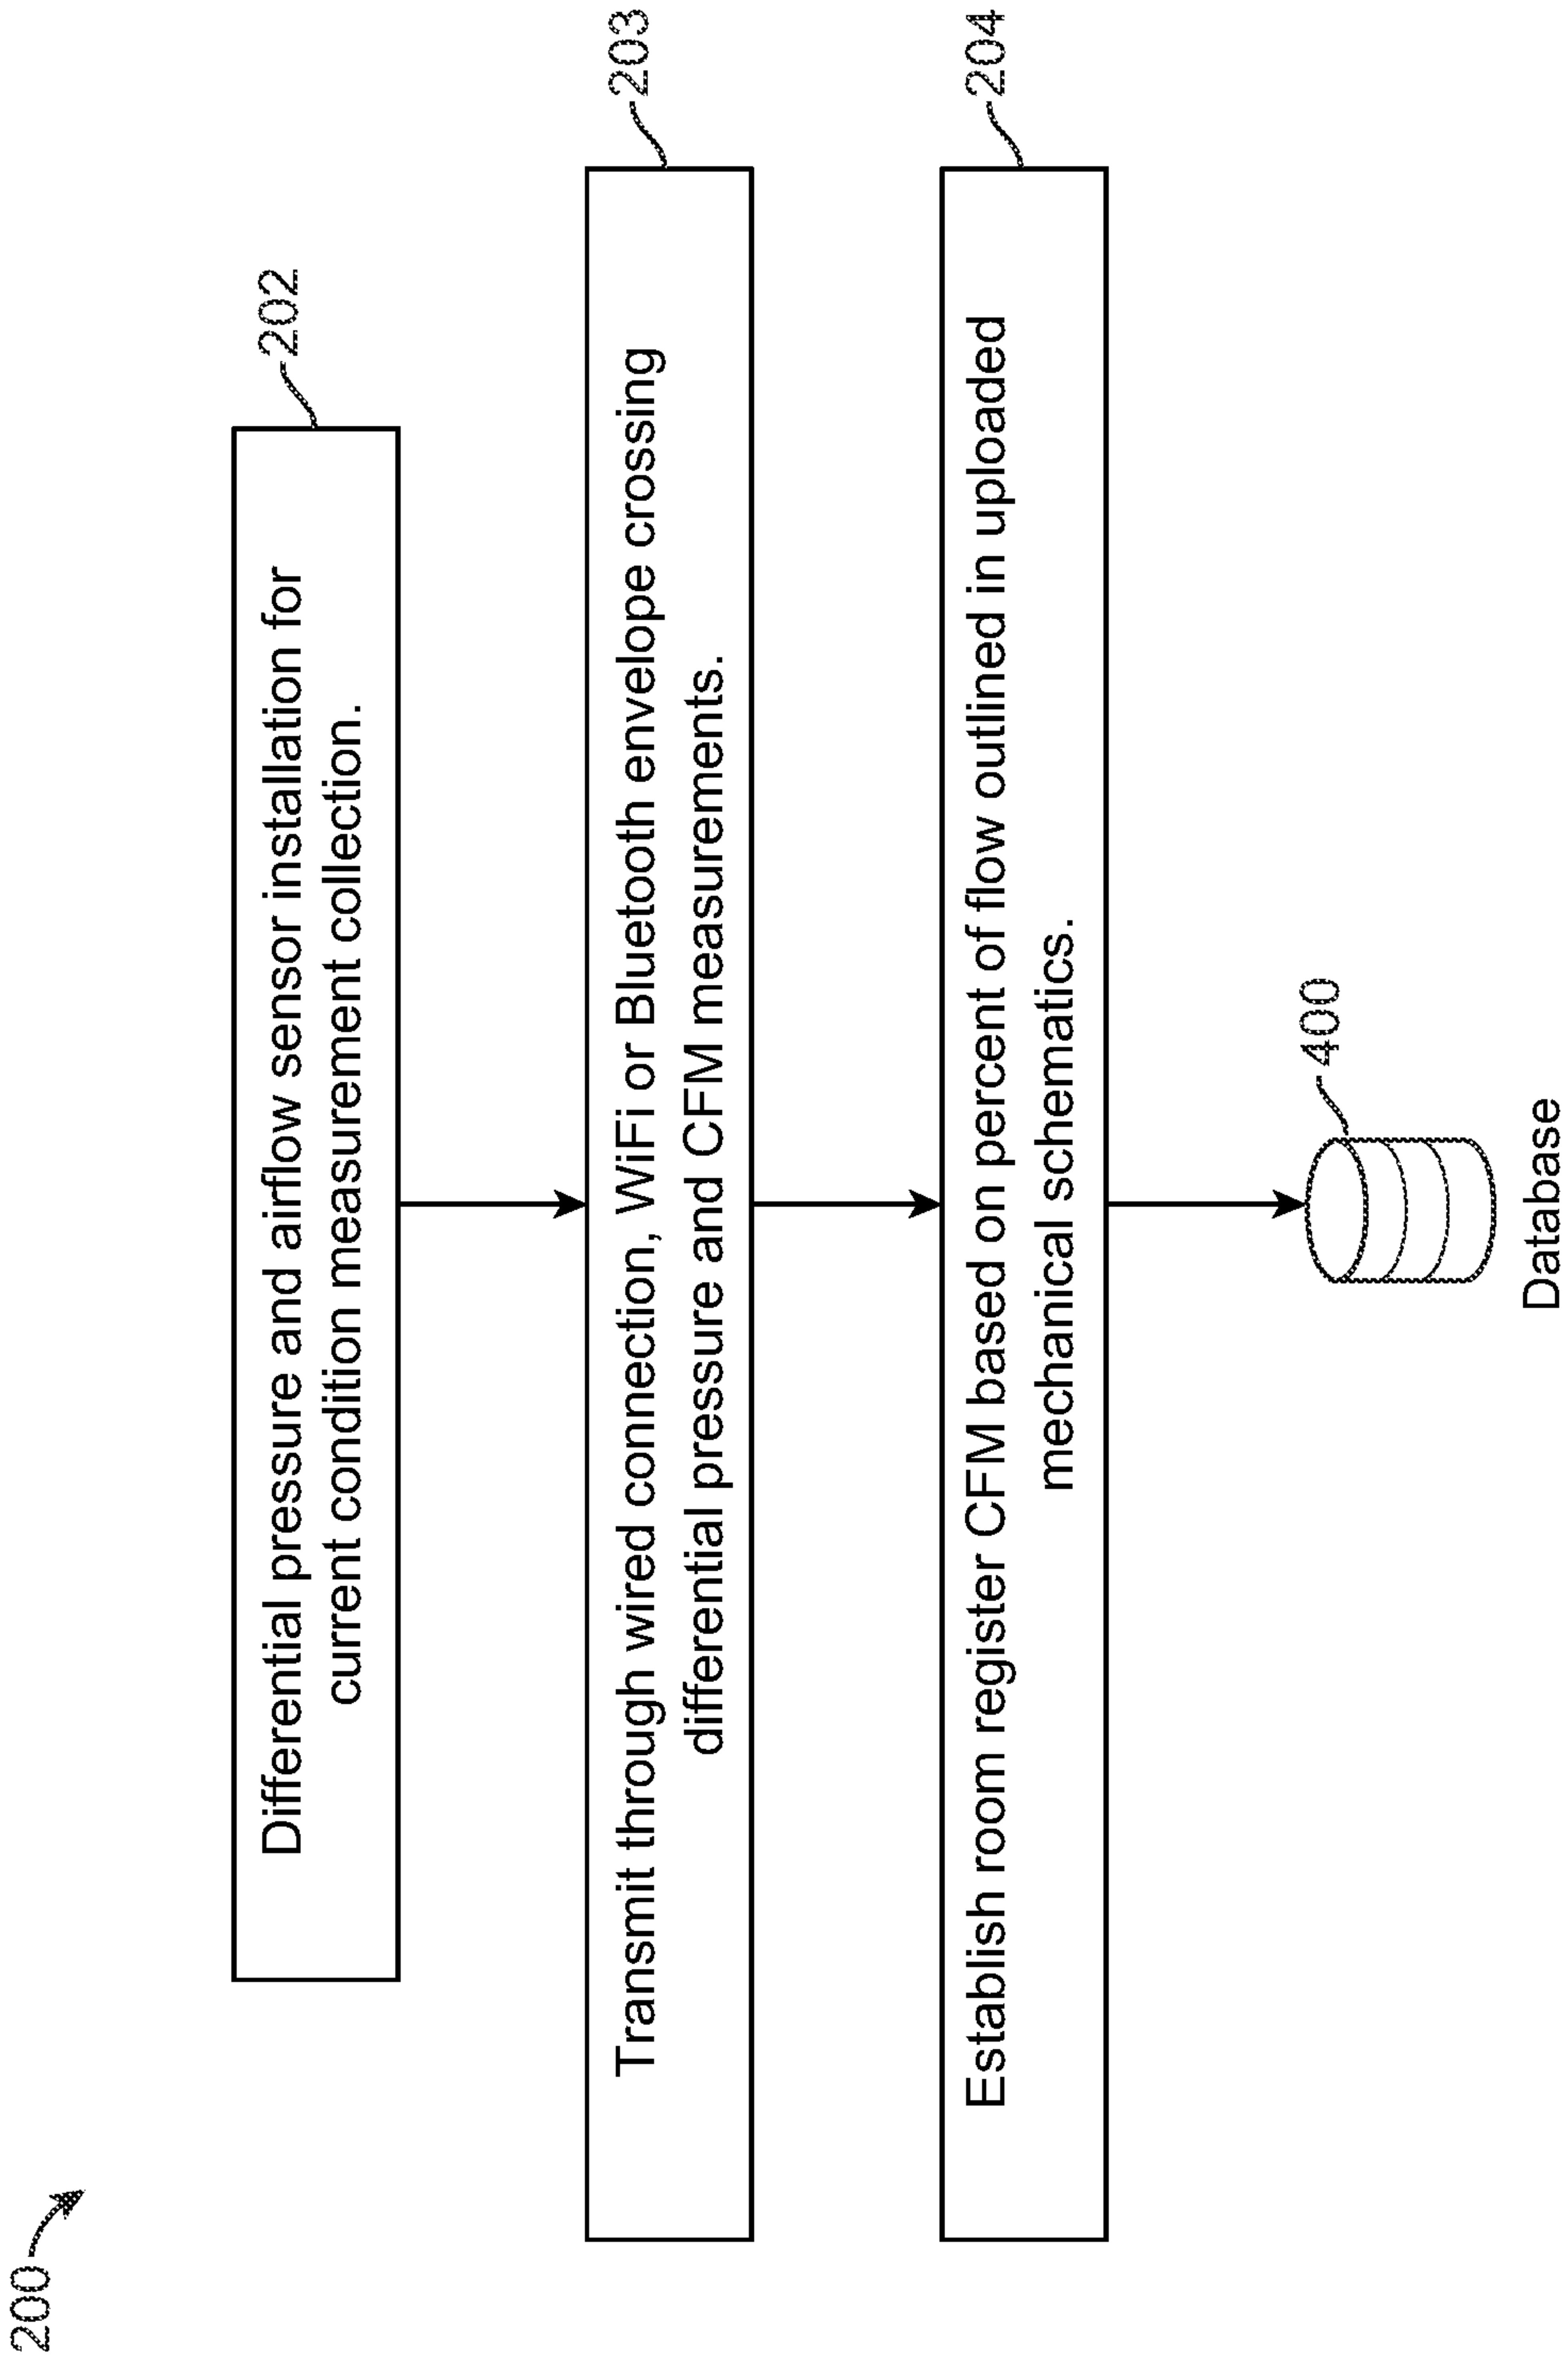 200
202
Differential pressure and airflow sensor installation for
current condition measurement collection.
203
Transmit through wired connection, WiFi or Bluetooth envelope crossing
differential pressure and CFM measurements.
204
Establish room register CFM based on percent of flow outlined in uploaded
mechanical schematics.
400
Database